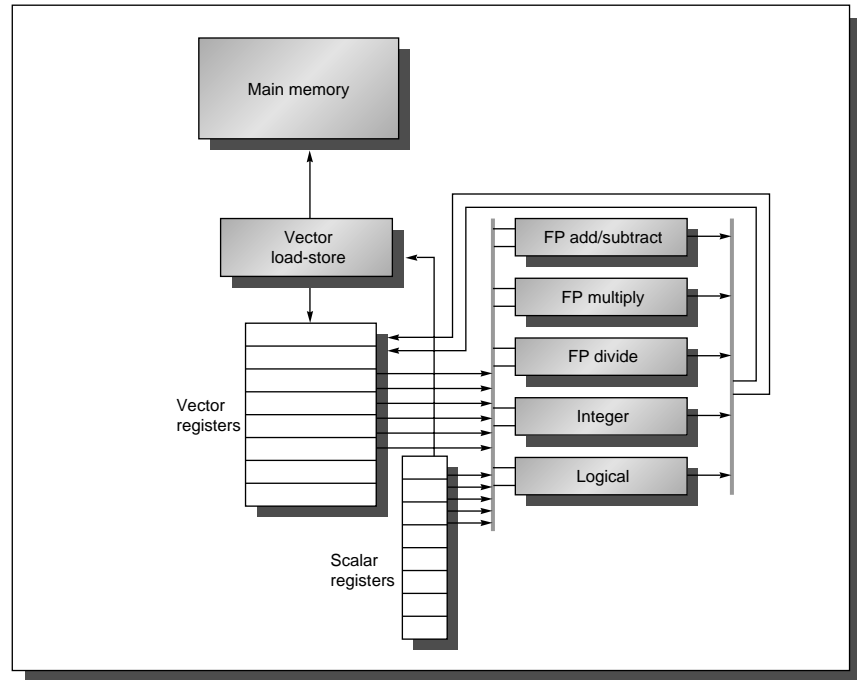 Main memory
Vector
load-store
FP add/subtract
FP multiply
FP divide
Integer
Logical
Vector
registers
Scalar
registers